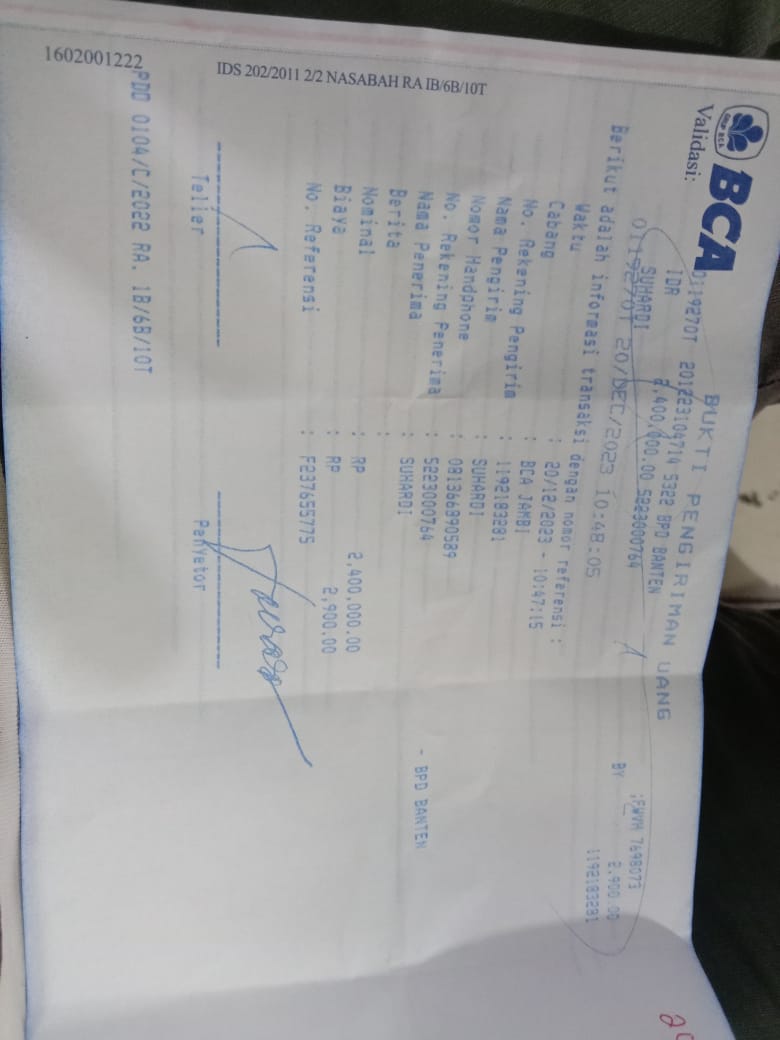 BCA
Validasi:
BUKTI PENGIRIMAN UANG
0119270T 201223104714 5322 BPD BANTEN
IDR 2,400,000.00 5223000764
SUHARDI
0119270T 20/DEC/2023 10:48:05
:FWVH 7698073
BY 2,900.00
1192183281
Berikut adalah informasi transaksi dengan nomor referensi :
Waktu : 20/12/2023 - 10:47:15
Cabang : BCA JAMBI
No. Rekening Pengirim : 1192183281
Nama Pengirim : SUHARDI
Nomor Handphone : 081366890589
No. Rekening Penerima : 5223000764 - BPD BANTEN
Nama Penerima : SUHARDI
Berita :
Nominal : RP 2,400,000.00
Biaya : RP 2,900.00
No. Referensi : F237655775
Teller
Penyetor
PDD 0104/C/2022 RA. 1B/6B/10T
IDS 202/2011 2/2 NASABAH RA IB/6B/10T
1602001222